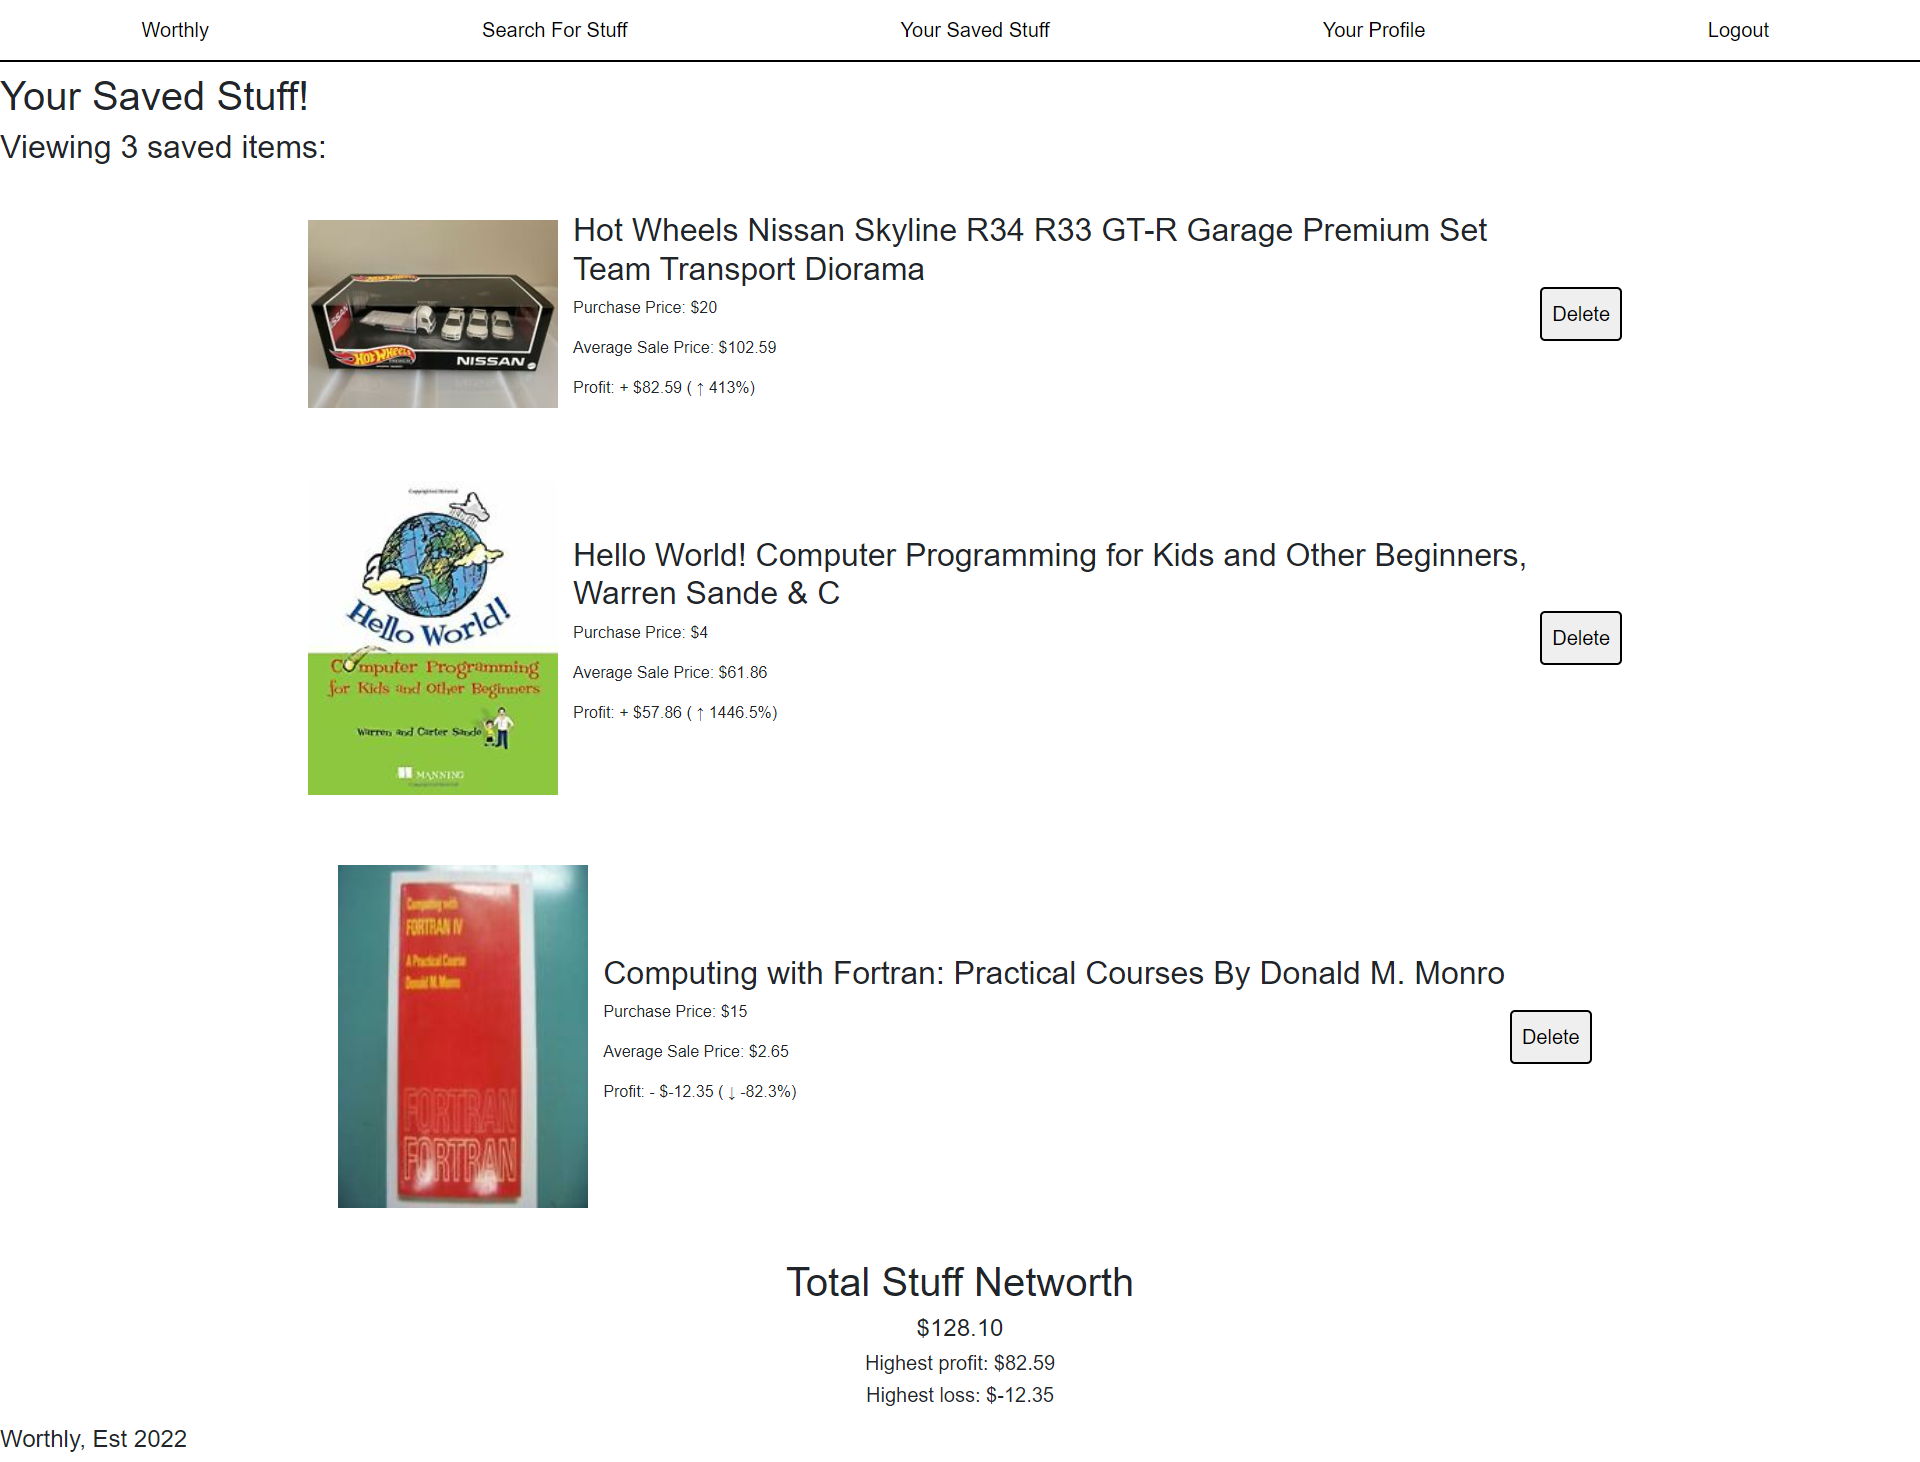 Worthly Search For Stuff Your Saved Stuff Your Profile Logout
Your Saved Stuff!
Viewing 3 saved items:
Hot Wheels Nissan Skyline R34 R33 GT-R Garage Premium Set
Team Transport Diorama
Purchase Price: $20
Average Sale Price: $102.59
Profit: + $82.59 ( ↑ 413%)
Delete
HOT WHEELS
NISSAN
Hello World! Computer Programming for Kids and Other Beginners,
Warren Sande & C
Purchase Price: $4
Average Sale Price: $61.86
Profit: + $57.86 ( ↑ 1446.5%)
Delete
Copyrighted Material
Hello World!
Computer Programming
for Kids and Other Beginners
Warren and Carter Sande
MANNING
Computing with Fortran: Practical Courses By Donald M. Monro
Purchase Price: $15
Average Sale Price: $2.65
Profit: - $-12.35 ( ↓ -82.3%)
Delete
Computing with
FORTRAN IV
A Practical Course
Donald M. Monro
FORTRAN
FORTRAN
Total Stuff Networth
$128.10
Highest profit: $82.59
Highest loss: $-12.35
Worthly, Est 2022